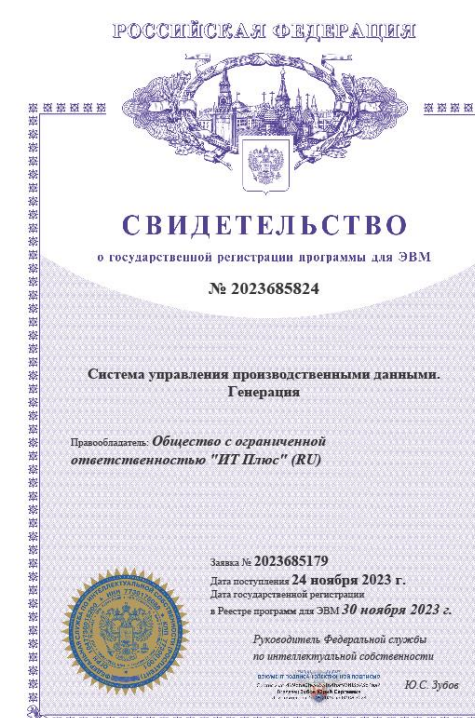 РОССИЙСКАЯ ФЕДЕРАЦИЯ
СВИДЕТЕЛЬСТВО
о государственной регистрации программы для ЭВМ
№ 2023685824
Система управления производственными данными.
Генерация
Правообладатель: Общество с ограниченной
ответственностью "ИТ Плюс" (RU)
Заявка № 2023685179
Дата поступления 24 ноября 2023 г.
Дата государственной регистрации
в Реестре программ для ЭВМ 30 ноября 2023 г.
Руководитель Федеральной службы
по интеллектуальной собственности
Ю.С. Зубов